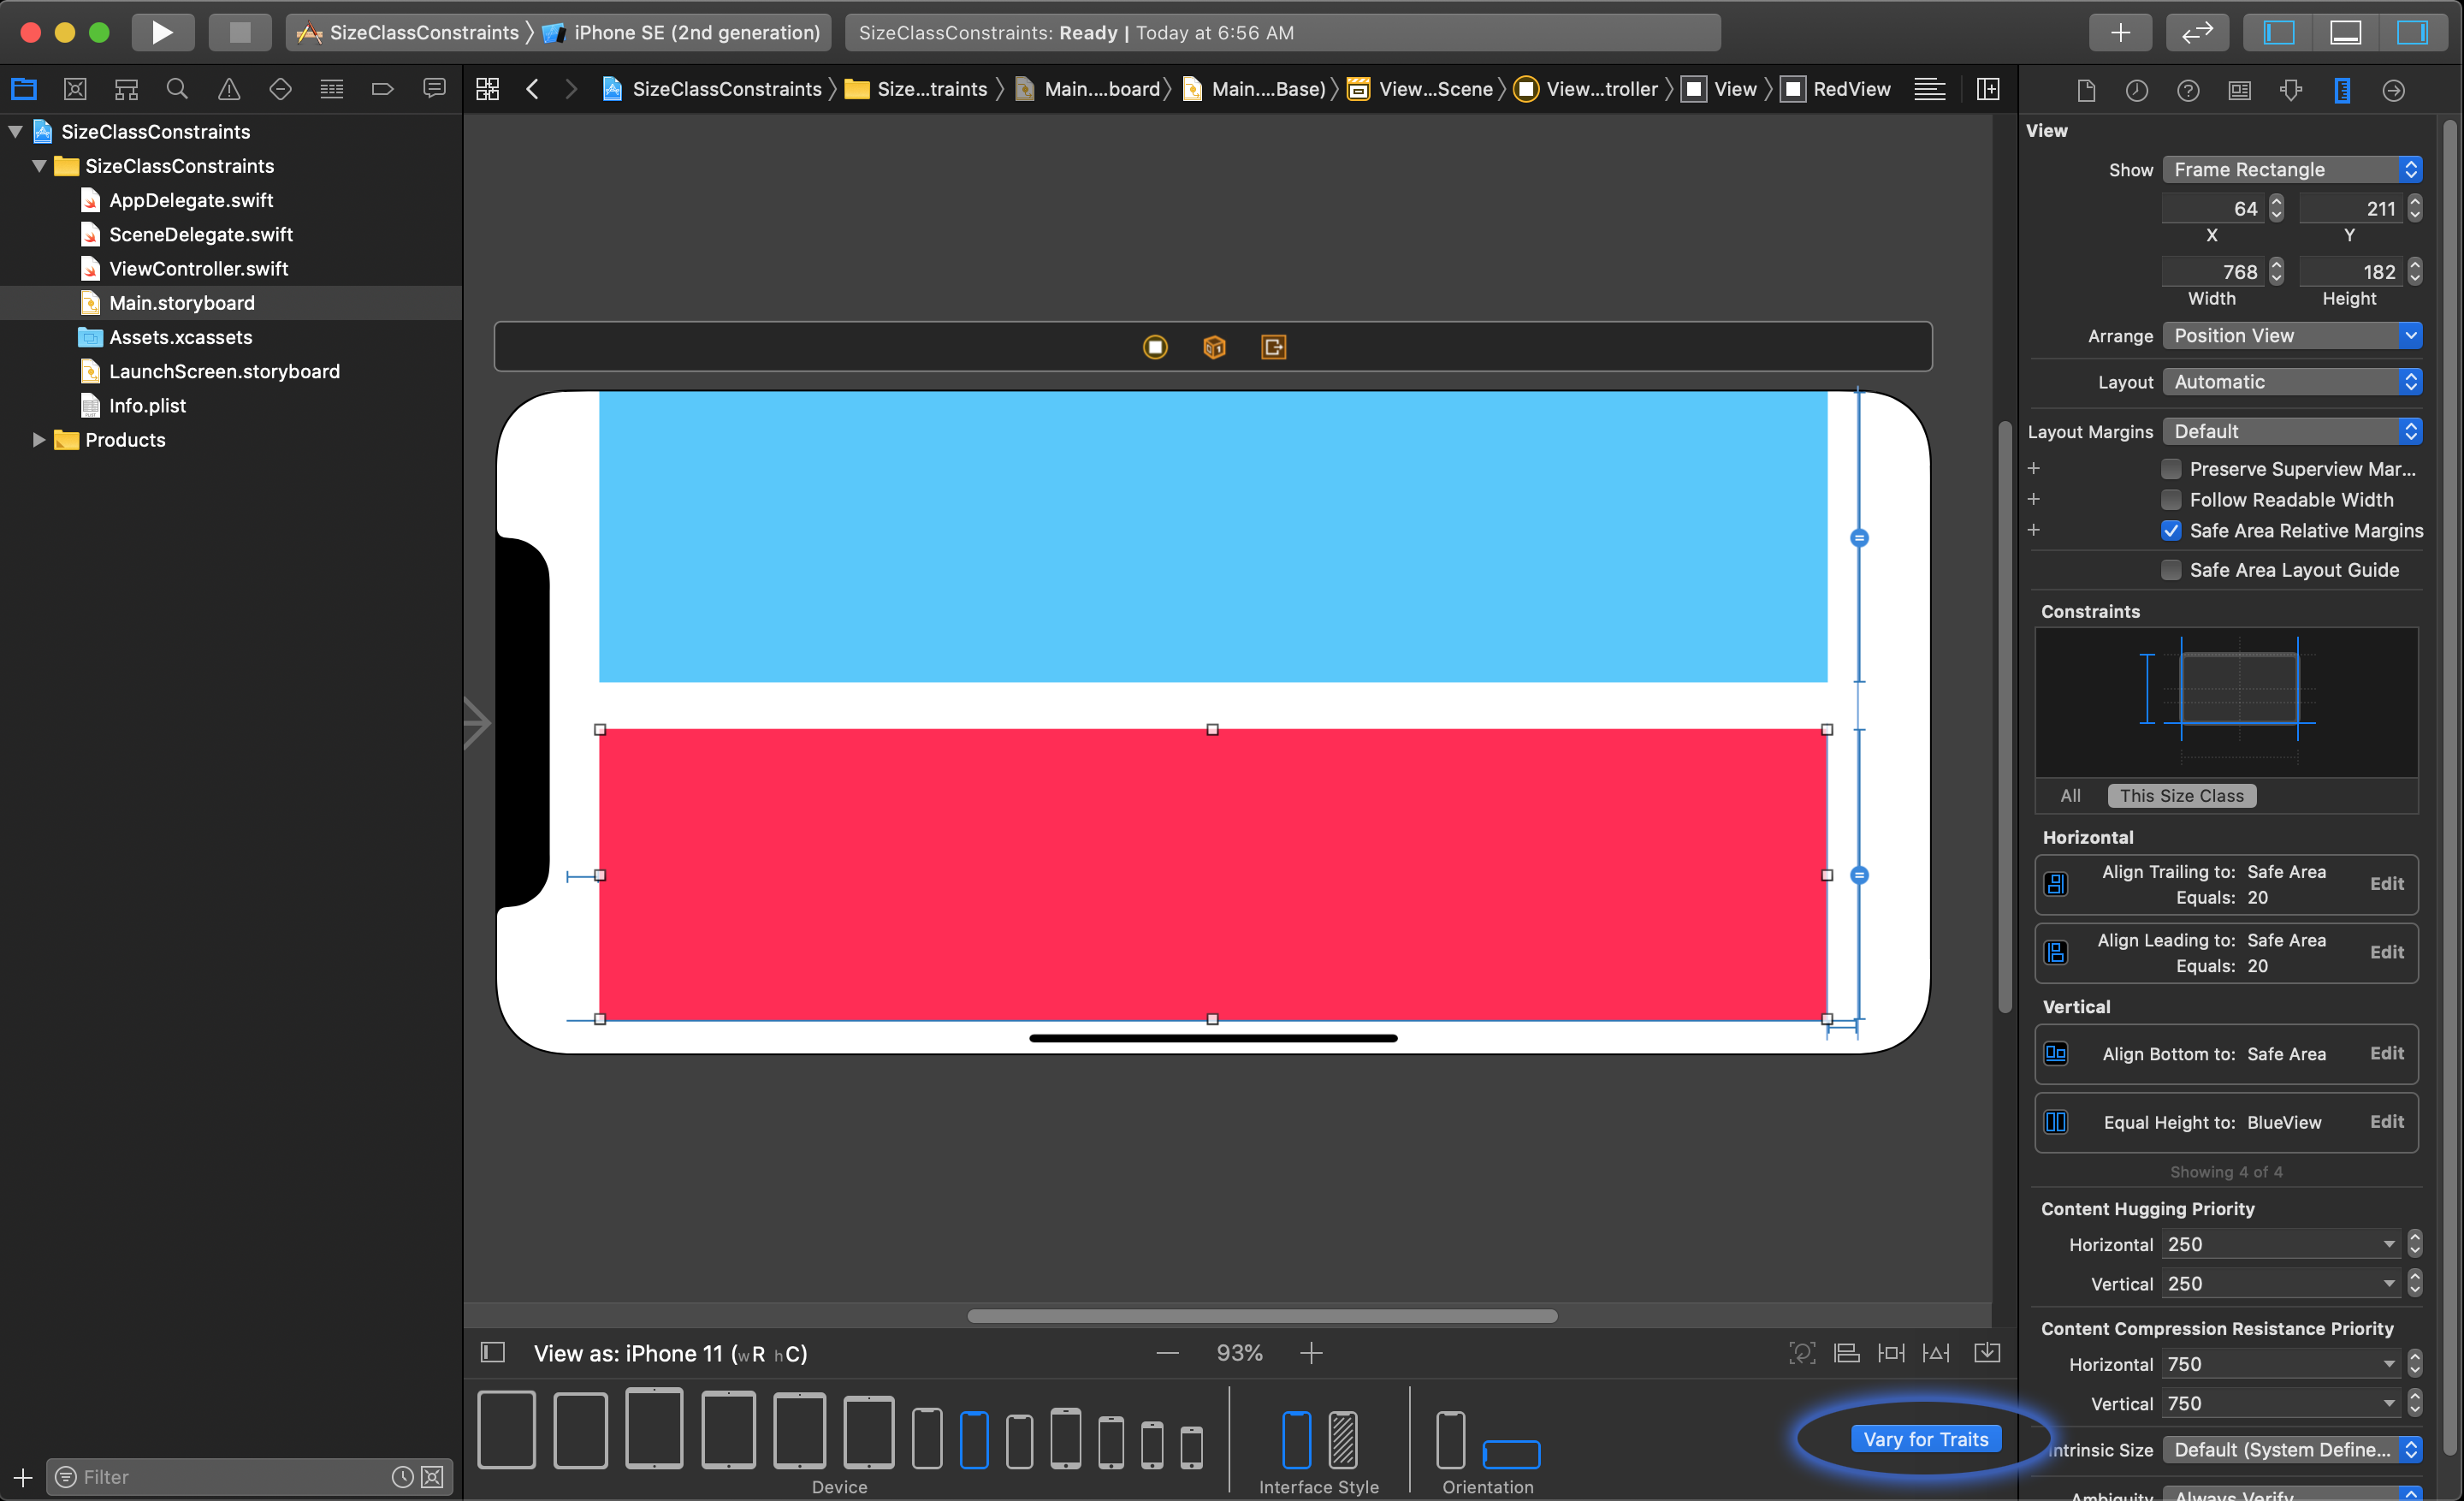 SizeClassConstraints
iPhone SE (2nd generation)
SizeClassConstraints: Ready | Today at 6:56 AM
SizeClassConstraints
Size...traints
Main....board
Main....Base)
View...Scene
View...troller
View
RedView
SizeClassConstraints
SizeClassConstraints
AppDelegate.swift
SceneDelegate.swift
ViewController.swift
Main.storyboard
Assets.xcassets
LaunchScreen.storyboard
Info.plist
Products
Filter
View as: iPhone 11 (wR hC)
93%
Device
Interface Style
Orientation
Vary for Traits
View
Show Frame Rectangle
64 211
X Y
768 182
Width Height
Arrange Position View
Layout Automatic
Layout Margins Default
Preserve Superview Mar...
Follow Readable Width
Safe Area Relative Margins
Safe Area Layout Guide
Constraints
All This Size Class
Horizontal
Align Trailing to: Safe Area
Equals: 20
Edit
Align Leading to: Safe Area
Equals: 20
Edit
Vertical
Align Bottom to: Safe Area Edit
Equal Height to: BlueView Edit
Showing 4 of 4
Content Hugging Priority
Horizontal 250
Vertical 250
Content Compression Resistance Priority
Horizontal 750
Vertical 750
Intrinsic Size Default (System Define...
Ambiguity Always Verify